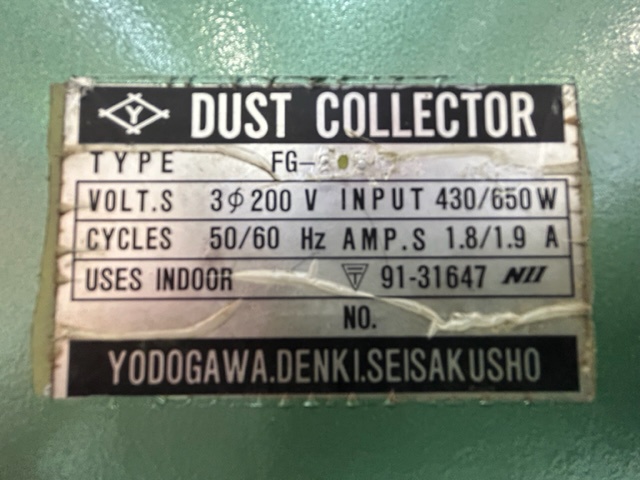 Y DUST COLLECTOR
TYPE FG-
VOLT.S 3φ200 V INPUT 430/650W
CYCLES 50/60 Hz AMP.S 1.8/1.9 A
USES INDOOR 〒 91-31647
NO.
YODOGAWA.DENKI.SEISAKUSHO